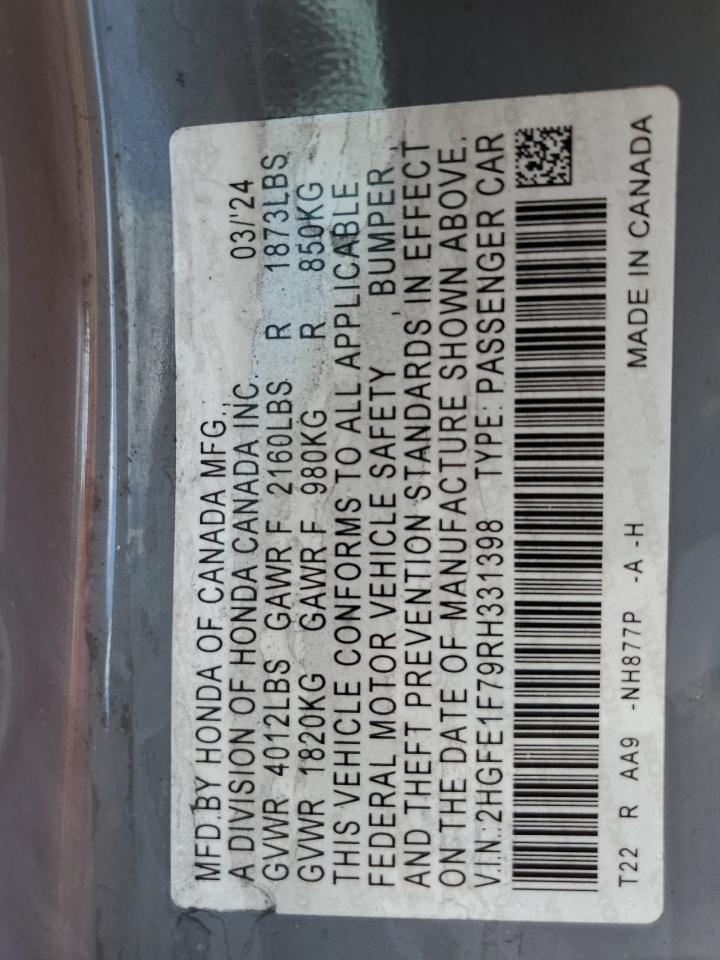 MFD.BY HONDA OF CANADA MFG.,
A DIVISION OF HONDA CANADA INC. 03/'24
GVWR 4012LBS GAWR F 2160LBS R 1873LBS
GVWR 1820KG GAWR F 980KG R 850KG
THIS VEHICLE CONFORMS TO ALL APPLICABLE
FEDERAL MOTOR VEHICLE SAFETY , BUMPER ,
AND THEFT PREVENTION STANDARDS IN EFFECT
ON THE DATE OF MANUFACTURE SHOWN ABOVE.
V.I.N.:2HGFE1F79RH331398 TYPE: PASSENGER CAR
T22 R AA9 -NH877P -A -H MADE IN CANADA